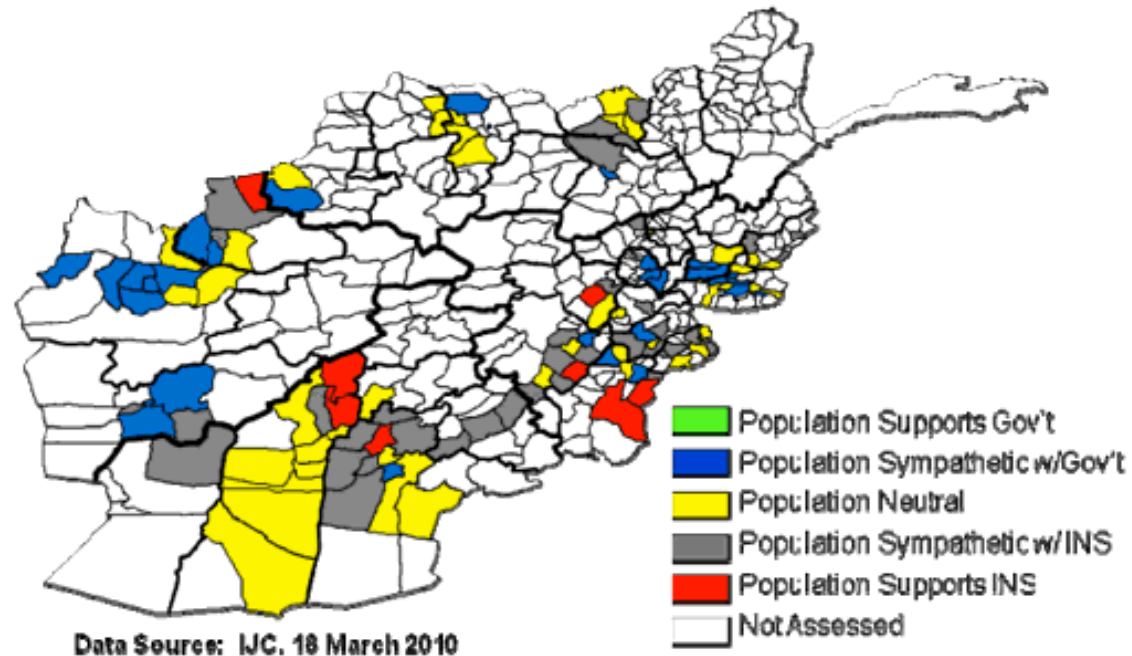 Population Supports Gov't
Population Sympathetic w/Gov't
Population Neutral
Population Sympathetic w/INS
Population Supports INS
Not Assessed
Data Source: IJC, 18 March 2010